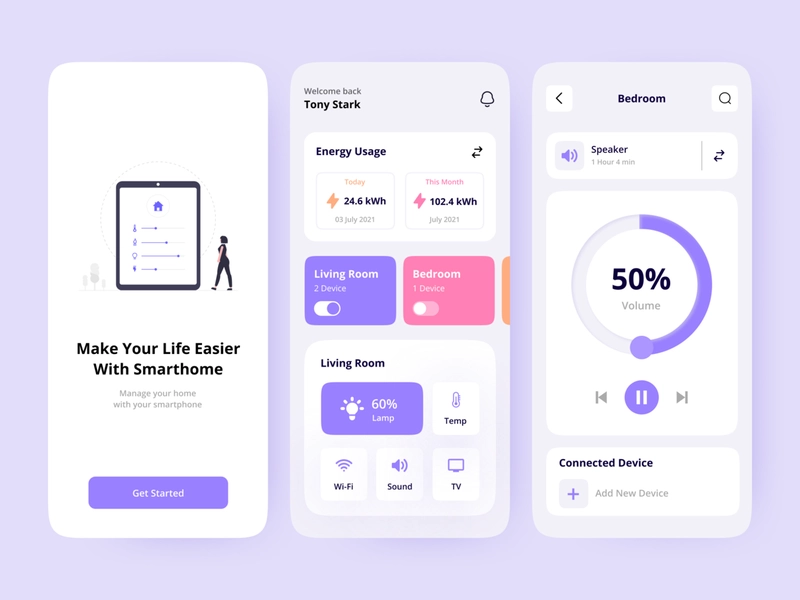 Make Your Life Easier
With Smarthome
Manage your home
with your smartphone
Get Started
Welcome back
Tony Stark
Energy Usage
Today
24.6 kWh
03 July 2021
This Month
102.4 kWh
July 2021
Living Room
2 Device
Bedroom
1 Device
Living Room
60%
Lamp
Temp
Wi-Fi
Sound
TV
Bedroom
Speaker
1 Hour 4 min
50%
Volume
Connected Device
Add New Device